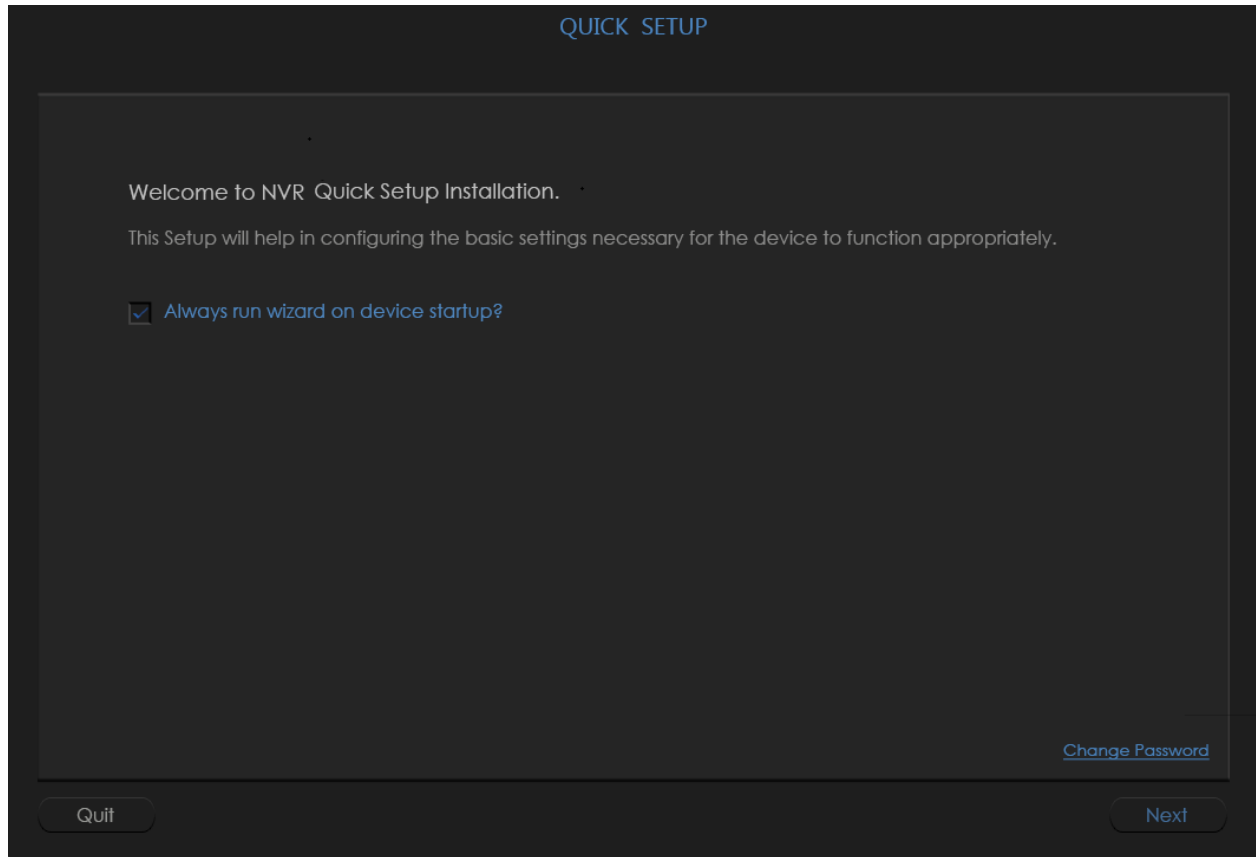 QUICK SETUP
Welcome to NVR Quick Setup Installation.
This Setup will help in configuring the basic settings necessary for the device to function appropriately.
Always run wizard on device startup?
Change Password
Quit
Next